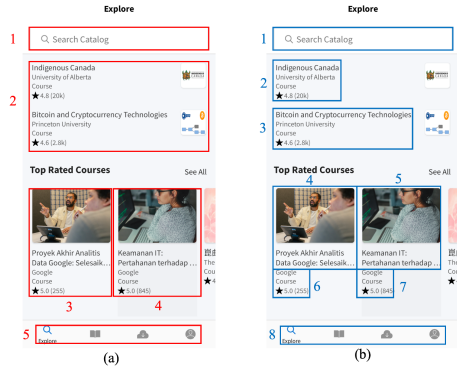 Explore
1
Search Catalog
2
Indigenous Canada
University of Alberta
Course
★4.8 (20k)
Bitcoin and Cryptocurrency Technologies
Princeton University
Course
★4.6 (2.8k)
Top Rated Courses
See All
Proyek Akhir Analitis
Data Google: Selesaik...
Google
Course
★5.0 (255)
Keamanan IT:
Pertahanan terhadap ...
Google
Course
★5.0 (845)
The
Cou
★4
3
4
5
Explore
(a)
Explore
1
Search Catalog
2
Indigenous Canada
University of Alberta
Course
★4.8 (20k)
3
Bitcoin and Cryptocurrency Technologies
Princeton University
Course
★4.6 (2.8k)
Top Rated Courses
See All
4
5
Proyek Akhir Analitis
Data Google: Selesaik...
Google
Course
★5.0 (255)
6
Keamanan IT:
Pertahanan terhadap ...
Google
Course
★5.0 (845)
7
The
Cou
8
Explore
(b)